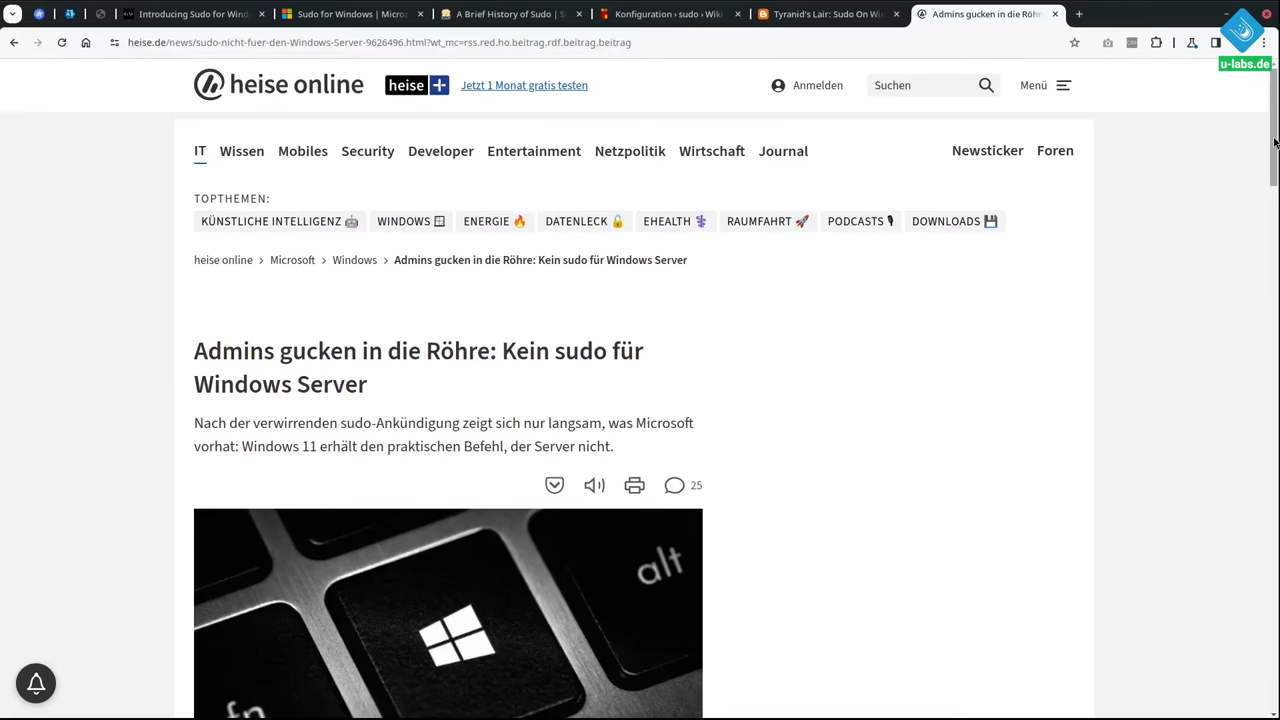 Introducing Sudo for Wind
Sudo for Windows | Micros
A Brief History of Sudo | S
Konfiguration › sudo › Wiki
Tyranid's Lair: Sudo On Wi
Admins gucken in die Röhr
heise.de/news/sudo-nicht-fuer-den-Windows-Server-9626496.html?wt_mc=rss.red.ho.beitrag.rdf.beitrag.beitrag
u-labs.de
heise online
heise+
Jetzt 1 Monat gratis testen
Anmelden
Suchen
Menü
IT Wissen Mobiles Security Developer Entertainment Netzpolitik Wirtschaft Journal Newsticker Foren
TOPTHEMEN:
KÜNSTLICHE INTELLIGENZ 🤖 WINDOWS 🪟 ENERGIE 🔥 DATENLECK 🔓 EHEALTH ⚕️ RAUMFAHRT 🚀 PODCASTS 🎙 DOWNLOADS 💾
heise online > Microsoft > Windows > Admins gucken in die Röhre: Kein sudo für Windows Server
Admins gucken in die Röhre: Kein sudo für
Windows Server
Nach der verwirrenden sudo-Ankündigung zeigt sich nur langsam, was Microsoft
vorhat: Windows 11 erhält den praktischen Befehl, der Server nicht.
25
alt
fn